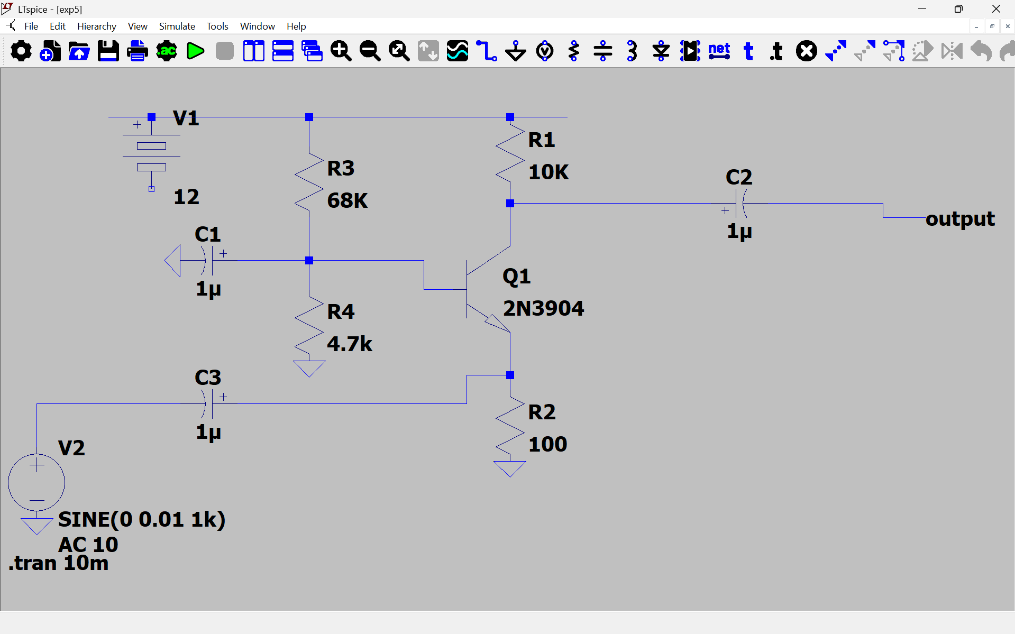 LTspice - [exp5]
File Edit Hierarchy View Simulate Tools Window Help
ac net t .t
V1
R1
R3
10K
C2
12
68K
output
C1
1µ
Q1
1µ
R4
2N3904
4.7k
C3
R2
1µ
100
V2
SINE(0 0.01 1k)
AC 10
.tran 10m